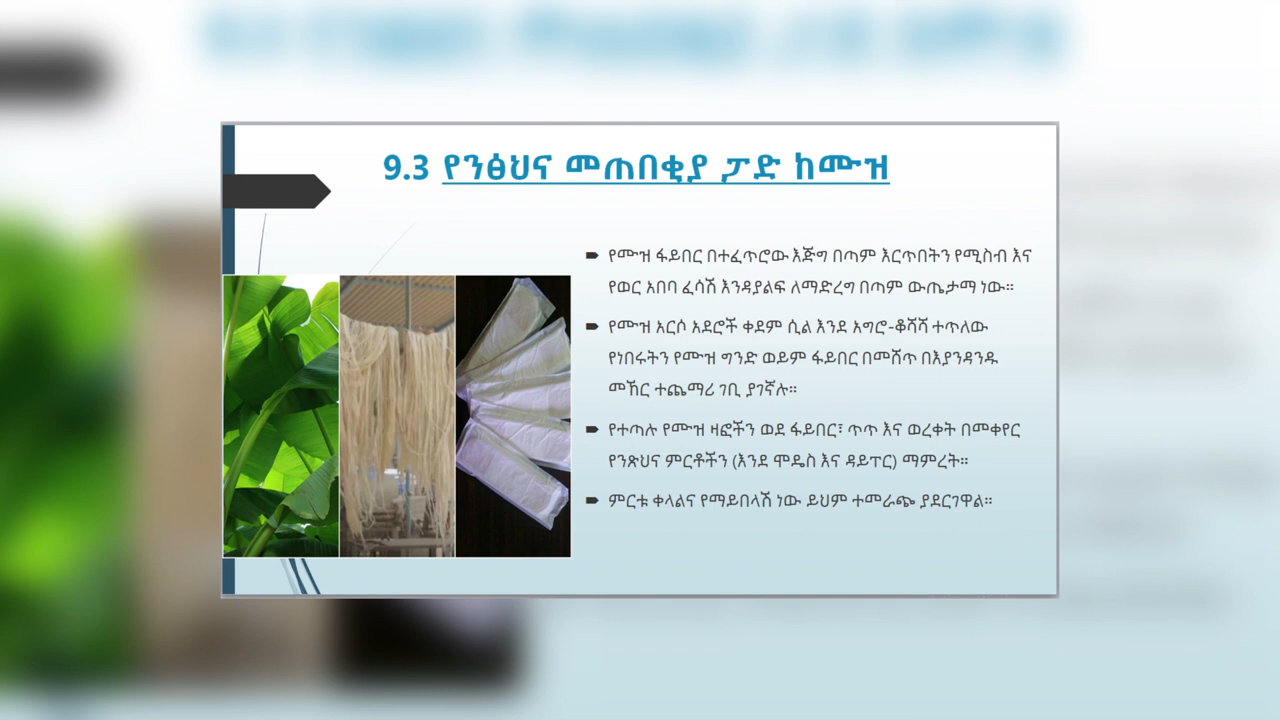 9.3 የንፅህና መጠበቂያ ፓድ ከሙዝ
የሙዝ ፋይበር በተፈጥሮው እጅግ በጣም እርጥበትን የሚስብ እና
የወር አበባ ፈሳሽ እንዳያልፍ ለማድረግ በጣም ውጤታማ ነው።
የሙዝ አርሶ አደሮች ቀደም ሲል እንደ አግሮ-ቆሻሻ ተጥለው
የነበሩትን የሙዝ ግንድ ወይም ፋይበር በመሸጥ በእያንዳንዱ
መኸር ተጨማሪ ገቢ ያገኛሉ።
የተጣሉ የሙዝ ዛፎችን ወደ ፋይበር፣ ጥጥ እና ወረቀት በመቀየር
የንጽህና ምርቶችን (እንደ ሞዴስ እና ዳይፐር) ማምረት።
ምርቱ ቀላልና የማይበላሽ ነው ይህም ተመራጭ ያደርገዋል።